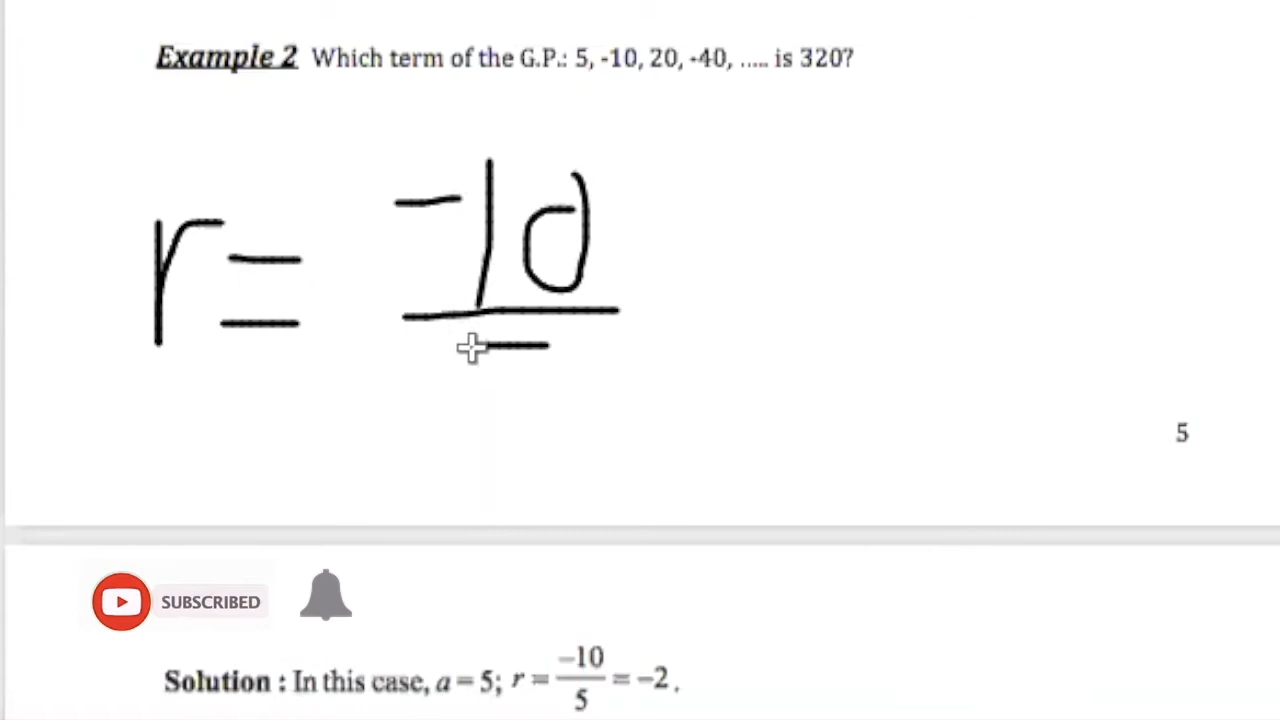 Example 2 Which term of the G.P.: 5, -10, 20, -40, ..... is 320?
r = -10
5
SUBSCRIBED
Solution : In this case, a = 5; r = −10/5 = −2 .